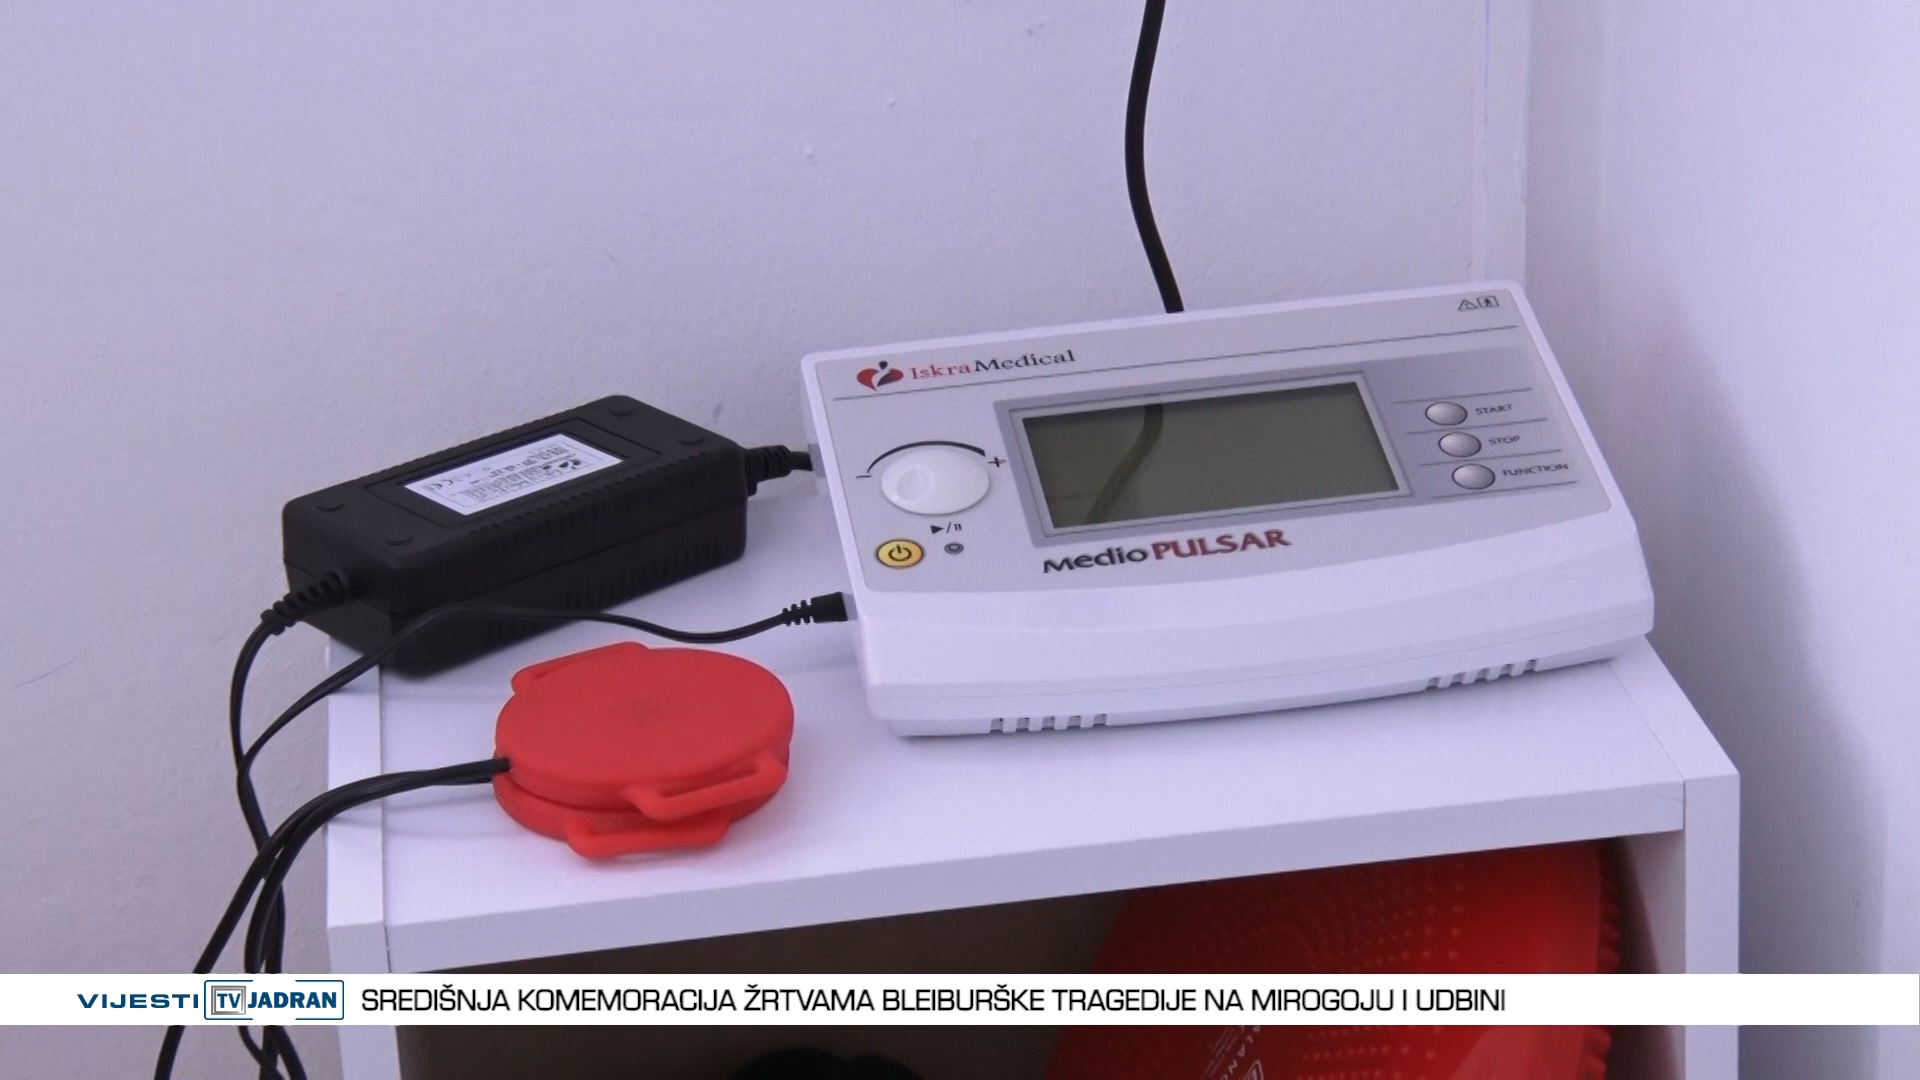 IskraMedical
START
STOP
FUNCTION
Medio PULSAR
VIJESTI TV JADRAN SREDIŠNJA KOMEMORACIJA ŽRTVAMA BLEIBURŠKE TRAGEDIJE NA MIROGOJU I UDBINI